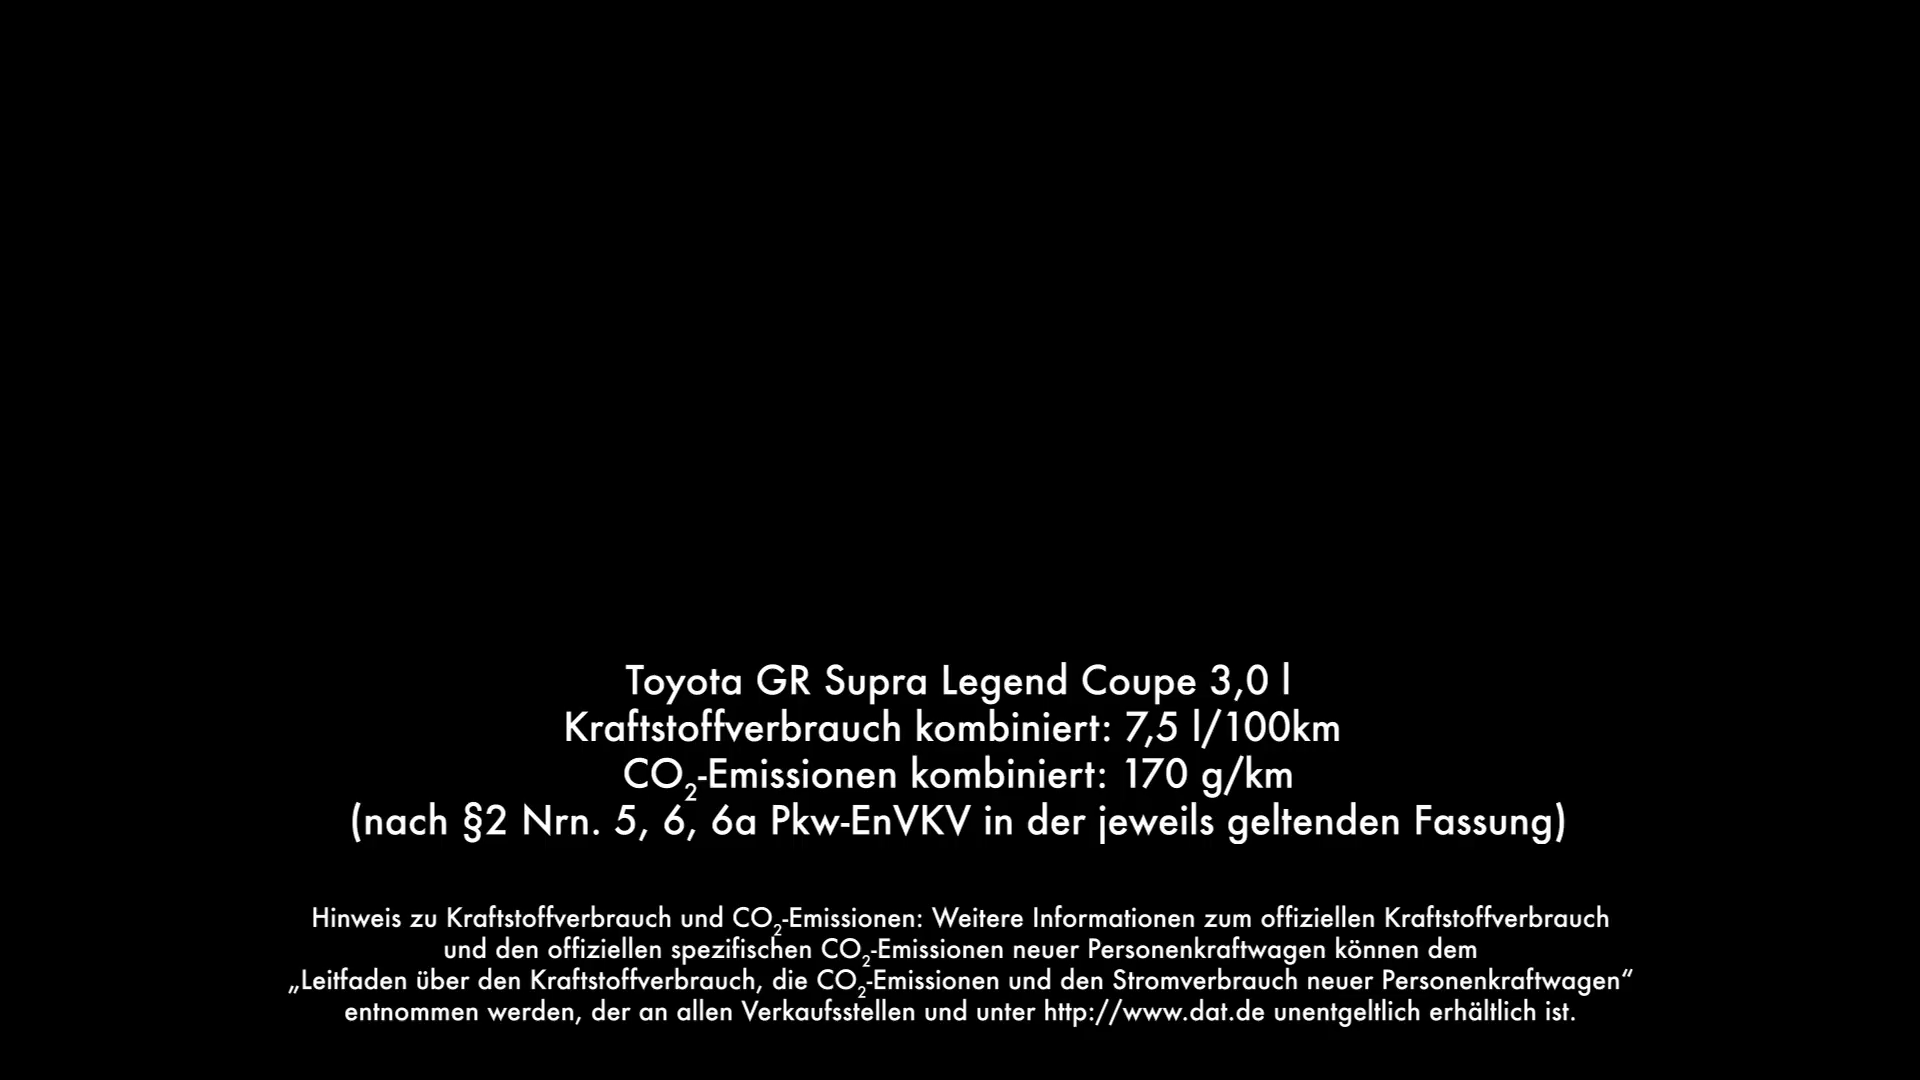 Toyota GR Supra Legend Coupe 3,0 l
Kraftstoffverbrauch kombiniert: 7,5 l/100km
CO₂-Emissionen kombiniert: 170 g/km
(nach §2 Nrn. 5, 6, 6a Pkw-EnVKV in der jeweils geltenden Fassung)
Hinweis zu Kraftstoffverbrauch und CO₂-Emissionen: Weitere Informationen zum offiziellen Kraftstoffverbrauch
und den offiziellen spezifischen CO₂-Emissionen neuer Personenkraftwagen können dem
„Leitfaden über den Kraftstoffverbrauch, die CO₂-Emissionen und den Stromverbrauch neuer Personenkraftwagen“
entnommen werden, der an allen Verkaufsstellen und unter http://www.dat.de unentgeltlich erhältlich ist.